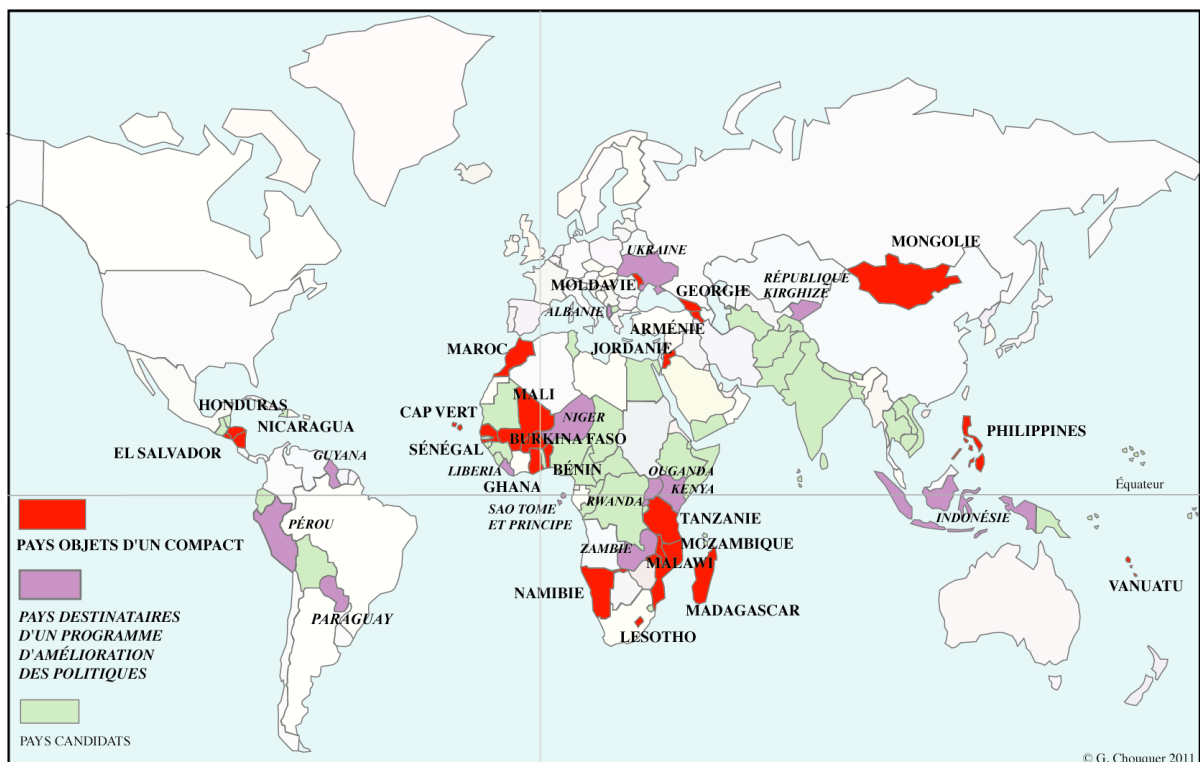 MONGOLIE
UKRAINE
RÉPUBLIQUE
KIRGHIZE
MOLDAVIE
GEORGIE
ALBANIE
ARMÉNIE
MAROC
JORDANIE
MALI
HONDURAS
CAP VERT
NIGER
NICARAGUA
PHILIPPINES
BURKINA FASO
SÉNÉGAL
EL SALVADOR
GUYANA
LIBERIA
BÉNIN
OUGANDA
GHANA
KENYA
Équateur
RWANDA
SAO TOME
ET PRINCIPE
INDONÉSIE
PÉROU
TANZANIE
PAYS OBJETS D'UN COMPACT
ZAMBIE
MOZAMBIQUE
MALAWI
VANUATU
NAMIBIE
MADAGASCAR
PARAGUAY
LESOTHO
PAYS DESTINATAIRES
D'UN PROGRAMME
D'AMÉLIORATION
DES POLITIQUES
PAYS CANDIDATS
© G. Chouquer 2011